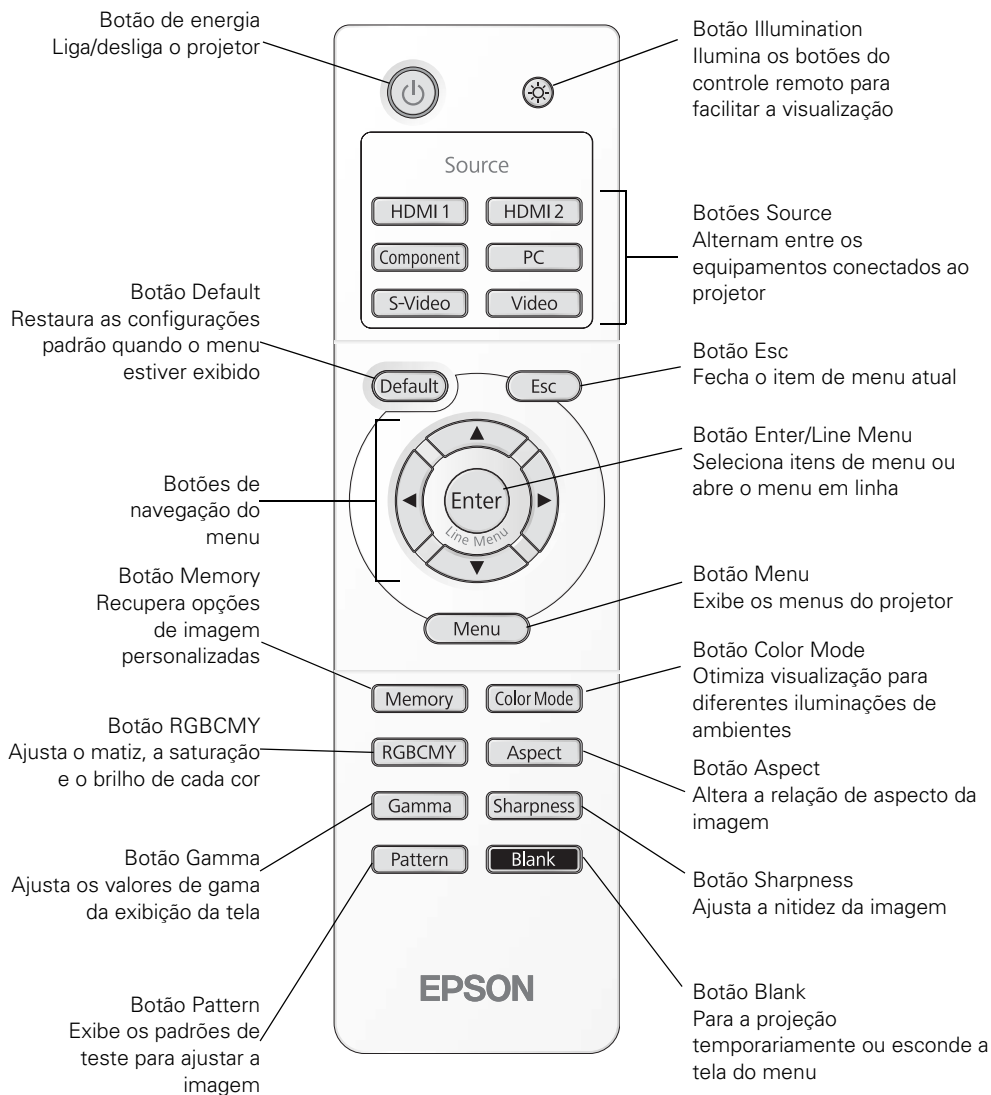 Botão de energia
Liga/desliga o projetor
Botão Illumination
Ilumina os botões do
controle remoto para
facilitar a visualização
Source
HDMI 1
HDMI 2
Component
PC
S-Video
Video
Botões Source
Alternam entre os
equipamentos conectados ao
projetor
Botão Default
Restaura as configurações
padrão quando o menu
estiver exibido
Default
Esc
Botão Esc
Fecha o item de menu atual
Botões de
navegação do
menu
Enter
Line Menu
Botão Enter/Line Menu
Seleciona itens de menu ou
abre o menu em linha
Menu
Botão Menu
Exibe os menus do projetor
Botão Memory
Recupera opções
de imagem
personalizadas
Memory
Color Mode
Botão Color Mode
Otimiza visualização para
diferentes iluminações de
ambientes
Botão RGBCMY
Ajusta o matiz, a saturação
e o brilho de cada cor
RGBCMY
Aspect
Botão Aspect
Altera a relação de aspecto da
imagem
Gamma
Sharpness
Botão Gamma
Ajusta os valores de gama
da exibição da tela
Pattern
Blank
Botão Sharpness
Ajusta a nitidez da imagem
EPSON
Botão Pattern
Exibe os padrões de
teste para ajustar a
imagem
Botão Blank
Para a projeção
temporariamente ou esconde a
tela do menu